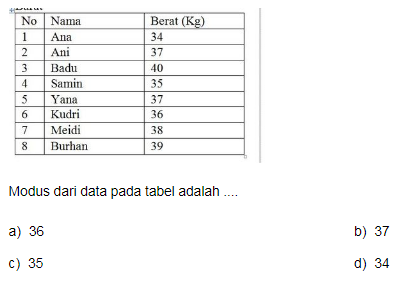 No Nama Berat (Kg)
1 Ana 34
2 Ani 37
3 Badu 40
4 Samin 35
5 Yana 37
6 Kudri 36
7 Meidi 38
8 Burhan 39
Modus dari data pada tabel adalah ....
a) 36 b) 37
c) 35 d) 34